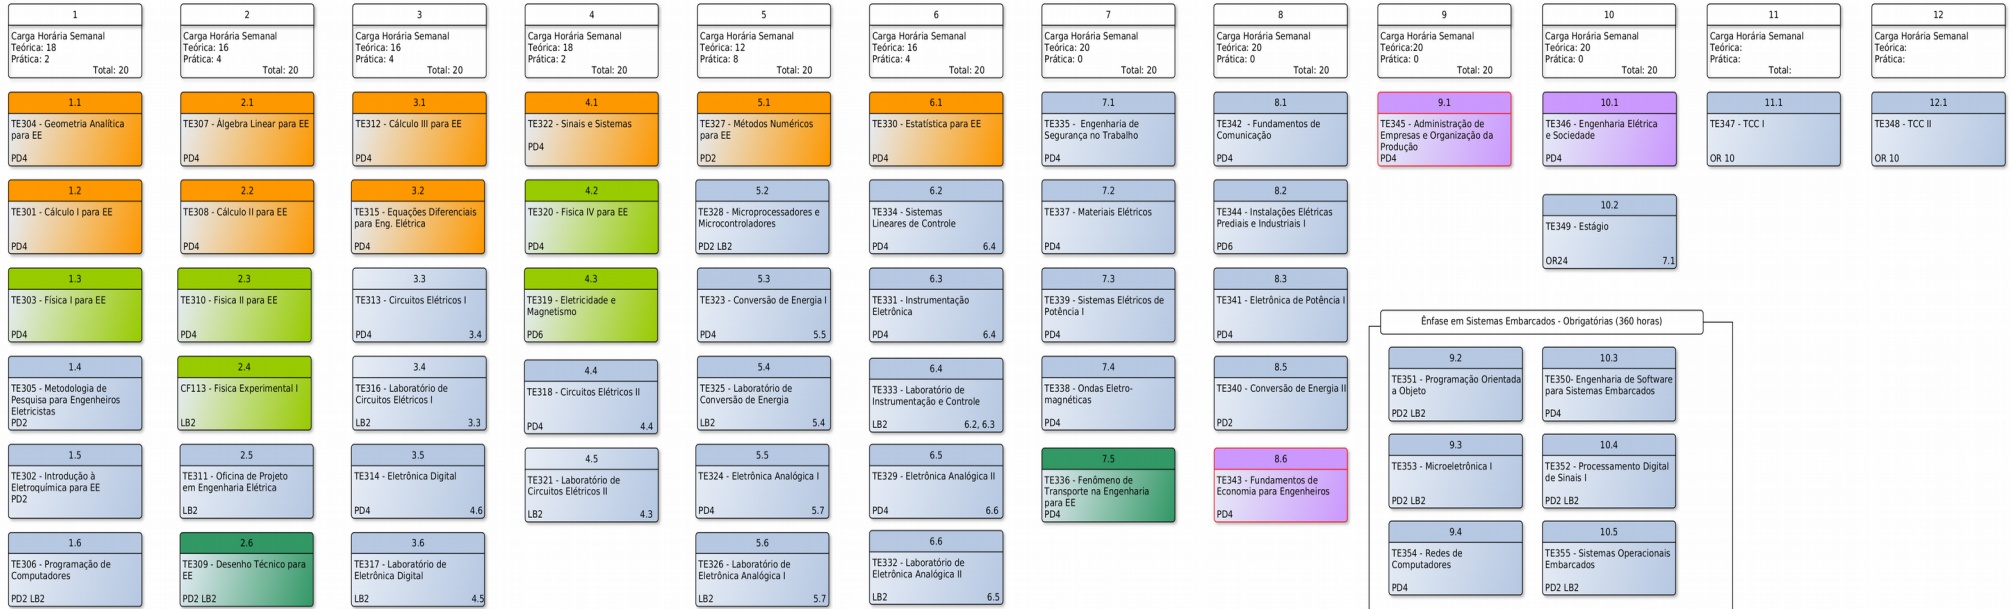 1
Carga Horária Semanal
Teórica: 18
Prática: 2
Total: 20
1.1
TE304 - Geometria Analítica
para EE
PD4
1.2
TE301 - Cálculo I para EE
PD4
1.3
TE303 - Física I para EE
PD4
1.4
TE305 - Metodologia de
Pesquisa para Engenheiros
Eletricistas
PD2
1.5
TE302 - Introdução à
Eletroquímica para EE
PD2
1.6
TE306 - Programação de
Computadores
PD2 LB2
2
Carga Horária Semanal
Teórica: 16
Prática: 4
Total: 20
2.1
TE307 - Álgebra Linear para EE
PD4
2.2
TE308 - Cálculo II para EE
PD4
2.3
TE310 - Fisica II para EE
PD4
2.4
CF113 - Fisica Experimental I
LB2
2.5
TE311 - Oficina de Projeto
em Engenharia Elétrica
LB2
2.6
TE309 - Desenho Técnico para
EE
PD2 LB2
3
Carga Horária Semanal
Teórica: 16
Prática: 4
Total: 20
3.1
TE312 - Cálculo III para EE
PD4
3.2
TE315 - Equações Diferenciais
para Eng. Elétrica
PD4
3.3
TE313 - Circuitos Elétricos I
PD4 3.4
3.4
TE316 - Laboratório de
Circuitos Elétricos I
LB2 3.3
3.5
TE314 - Eletrônica Digital
PD4 4.6
3.6
TE317 - Laboratório de
Eletrônica Digital
LB2 4.5
4
Carga Horária Semanal
Teórica: 18
Prática: 2
Total: 20
4.1
TE322 - Sinais e Sistemas
PD4
4.2
TE320 - Fisica IV para EE
PD4
4.3
TE319 - Eletricidade e
Magnetismo
PD6
4.4
TE318 - Circuitos Elétricos II
PD4 4.4
4.5
TE321 - Laboratório de
Circuitos Elétricos II
LB2 4.3
5
Carga Horária Semanal
Teórica: 12
Prática: 8
Total: 20
5.1
TE327 - Métodos Numéricos
para EE
PD2
5.2
TE328 - Microprocessadores e
Microcontroladores
PD2 LB2
5.3
TE323 - Conversão de Energia I
PD4 5.5
5.4
TE325 - Laboratório de
Conversão de Energia
LB2 5.4
5.5
TE324 - Eletrônica Analógica I
PD4 5.7
5.6
TE326 - Laboratório de
Eletrônica Analógica I
LB2 5.7
6
Carga Horária Semanal
Teórica: 16
Prática: 4
Total: 20
6.1
TE330 - Estatística para EE
PD4
6.2
TE334 - Sistemas
Lineares de Controle
PD4 6.4
6.3
TE331 - Instrumentação
Eletrônica
PD4 6.4
6.4
TE333 - Laboratório de
Instrumentação e Controle
LB2 6.2, 6.3
6.5
TE329 - Eletrônica Analógica II
PD4 6.6
6.6
TE332 - Laboratório de
Eletrônica Analógica II
LB2 6.5
7
Carga Horária Semanal
Teórica: 20
Prática: 0
Total: 20
7.1
TE335 - Engenharia de
Segurança no Trabalho
PD4
7.2
TE337 - Materiais Elétricos
PD4
7.3
TE339 - Sistemas Elétricos de
Potência I
PD4
7.4
TE338 - Ondas Eletro-
magnéticas
PD4
7.5
TE336 - Fenômeno de
Transporte na Engenharia
para EE
PD4
8
Carga Horária Semanal
Teórica: 20
Prática: 0
Total: 20
8.1
TE342 - Fundamentos de
Comunicação
PD4
8.2
TE344 - Instalações Elétricas
Prediais e Industriais I
PD6
8.3
TE341 - Eletrônica de Potência I
PD4
8.5
TE340 - Conversão de Energia II
PD2
8.6
TE343 - Fundamentos de
Economia para Engenheiros
PD4
9
Carga Horária Semanal
Teórica:20
Prática: 0
Total: 20
9.1
TE345 - Administração de
Empresas e Organização da
Produção
PD4
10
Carga Horária Semanal
Teórica: 20
Prática: 0
Total: 20
10.1
TE346 - Engenharia Elétrica
e Sociedade
PD4
10.2
TE349 - Estágio
OR24 7.1
11
Carga Horária Semanal
Teórica:
Prática:
Total:
11.1
TE347 - TCC I
OR 10
12
Carga Horária Semanal
Teórica:
Prática:
Total:
12.1
TE348 - TCC II
OR 10
Ênfase em Sistemas Embarcados - Obrigatórias (360 horas)
9.2
TE351 - Programação Orientada
a Objeto
PD2 LB2
9.3
TE353 - Microeletrônica I
PD2 LB2
9.4
TE354 - Redes de
Computadores
PD4
10.3
TE350- Engenharia de Software
para Sistemas Embarcados
PD4
10.4
TE352 - Processamento Digital
de Sinais I
PD2 LB2
10.5
TE355 - Sistemas Operacionais
Embarcados
PD2 LB2